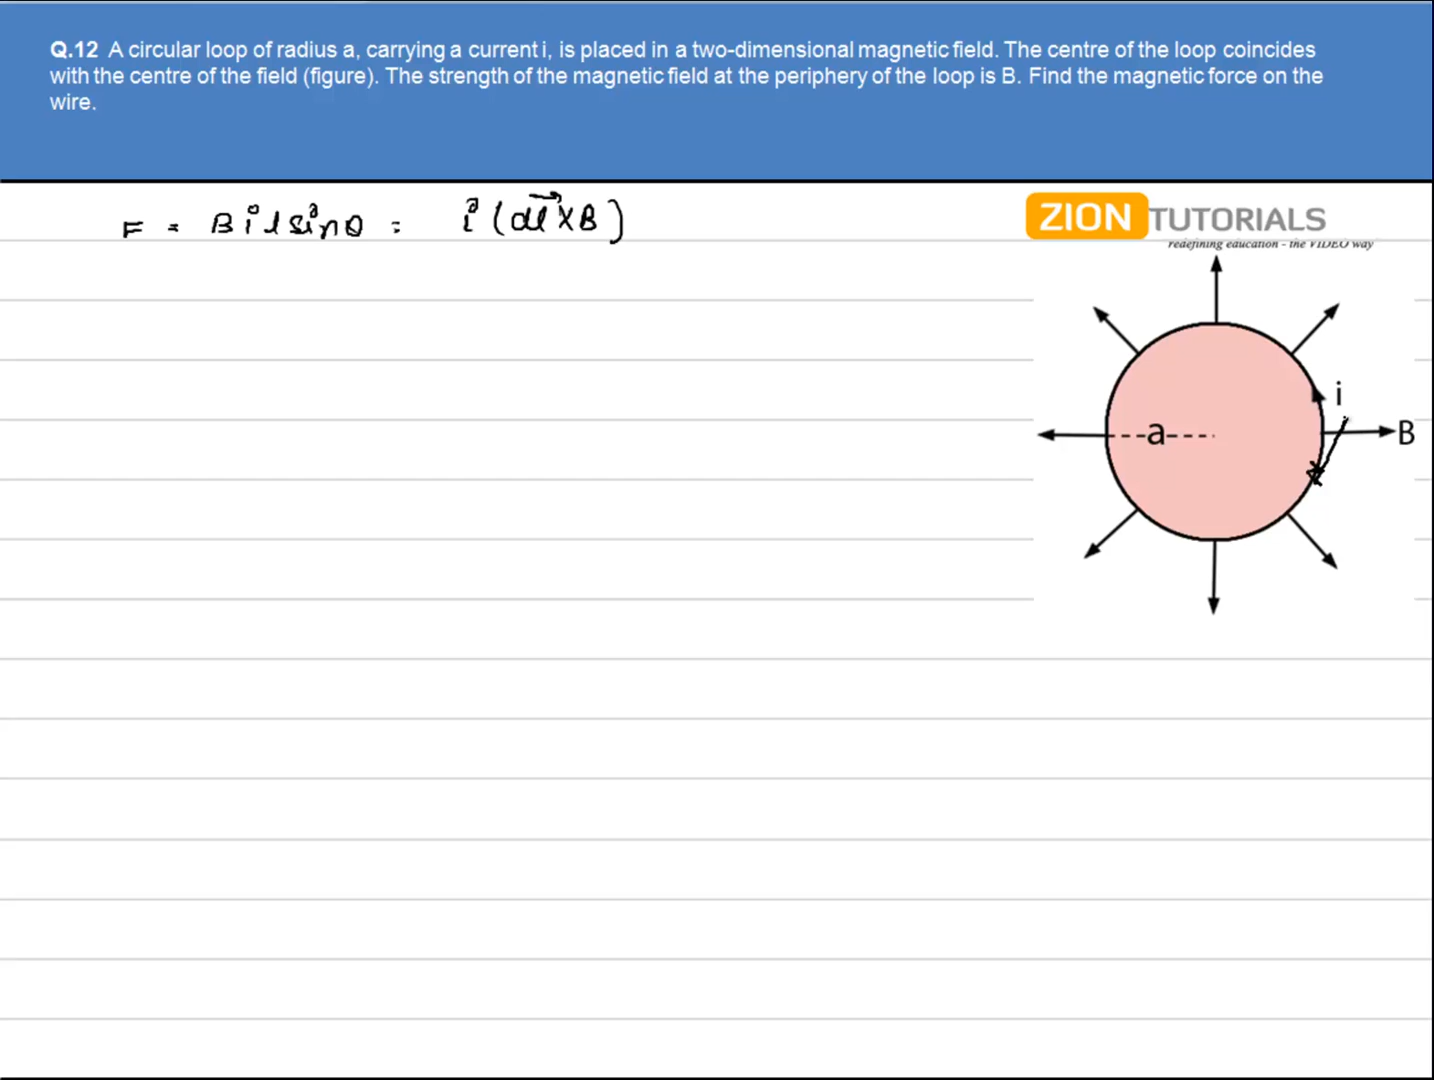 Q.12 A circular loop of radius a, carrying a current i, is placed in a two-dimensional magnetic field. The centre of the loop coincides
with the centre of the field (figure). The strength of the magnetic field at the periphery of the loop is B. Find the magnetic force on the
wire.
F = B i l sin θ = i (dl⃗ × B)
ZION TUTORIALS
redefining education - the VIDEO way
i
a
B